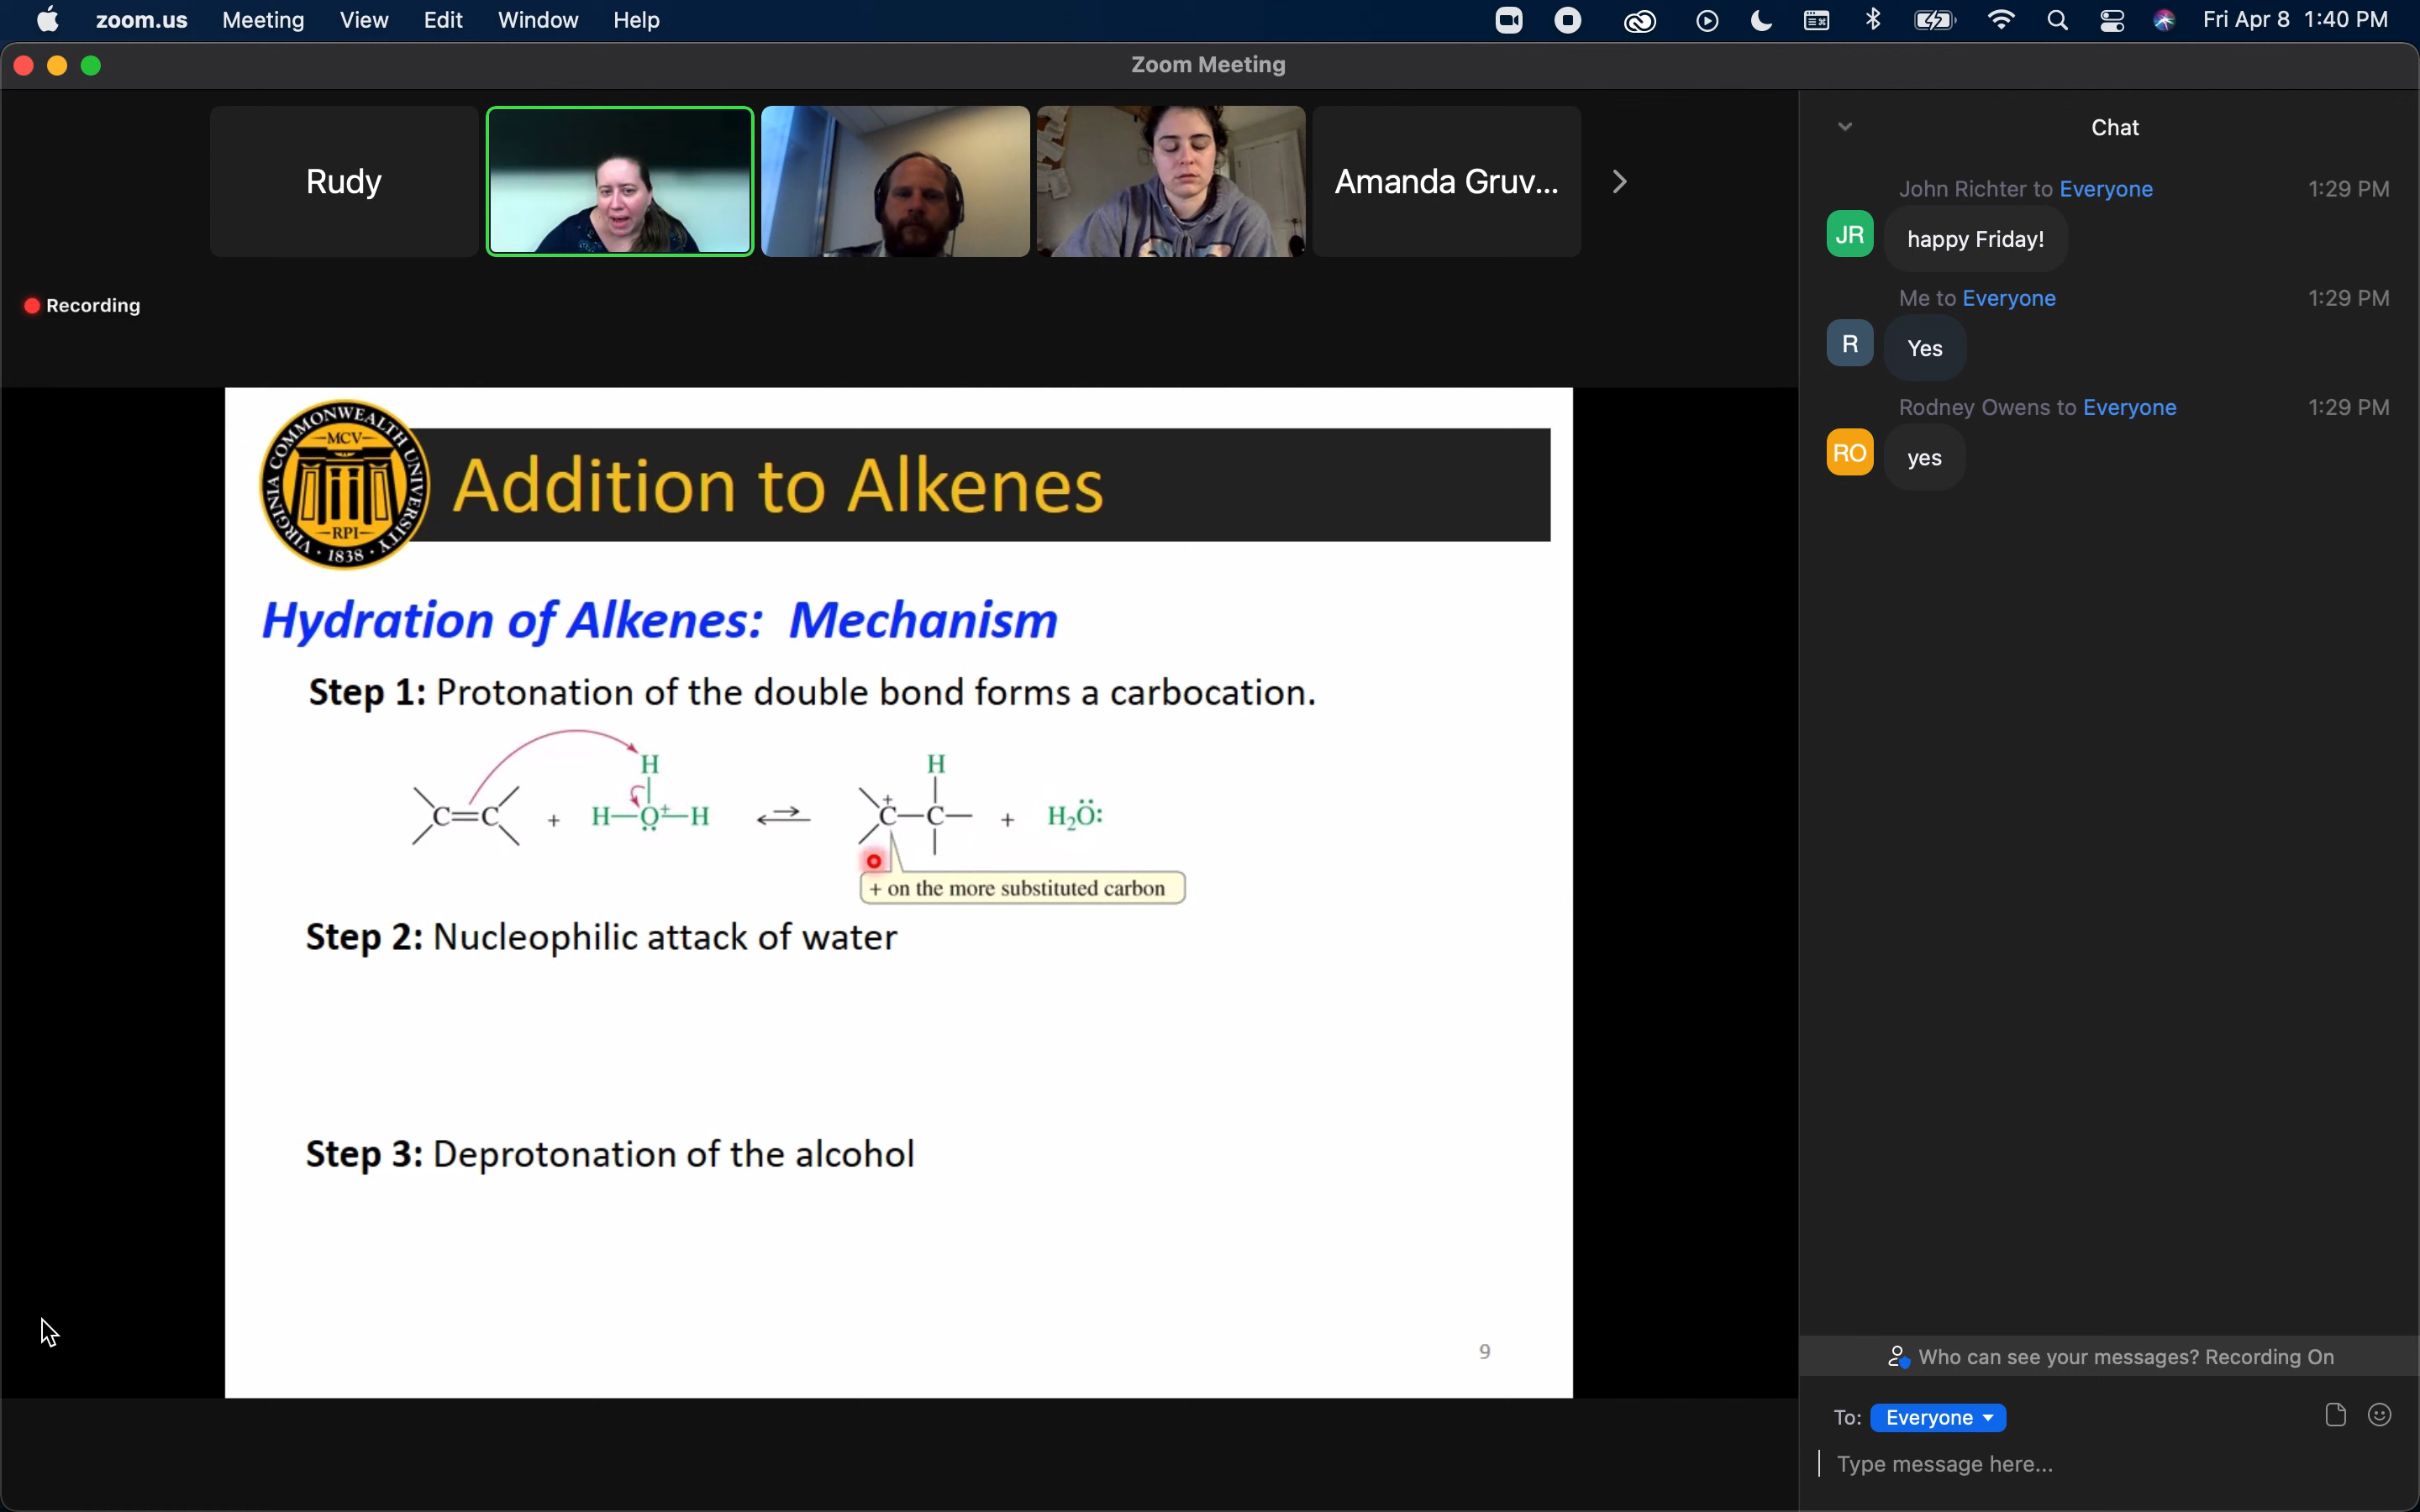 zoom.us Meeting View Edit Window Help Fri Apr 8 1:40 PM
Zoom Meeting
Rudy
Amanda Gruv...
Recording
VIRGINIA COMMONWEALTH UNIVERSITY
MCV
RPI
· 1838 ·
Addition to Alkenes
Hydration of Alkenes: Mechanism
Step 1: Protonation of the double bond forms a carbocation.
H H
C=C + H—Ö⁺—H ⇌ C⁺—C— + H₂Ö:
+ on the more substituted carbon
Step 2: Nucleophilic attack of water
Step 3: Deprotonation of the alcohol
9
Chat
John Richter to Everyone 1:29 PM
JR happy Friday!
Me to Everyone 1:29 PM
R Yes
Rodney Owens to Everyone 1:29 PM
RO yes
Who can see your messages? Recording On
To: Everyone
Type message here...